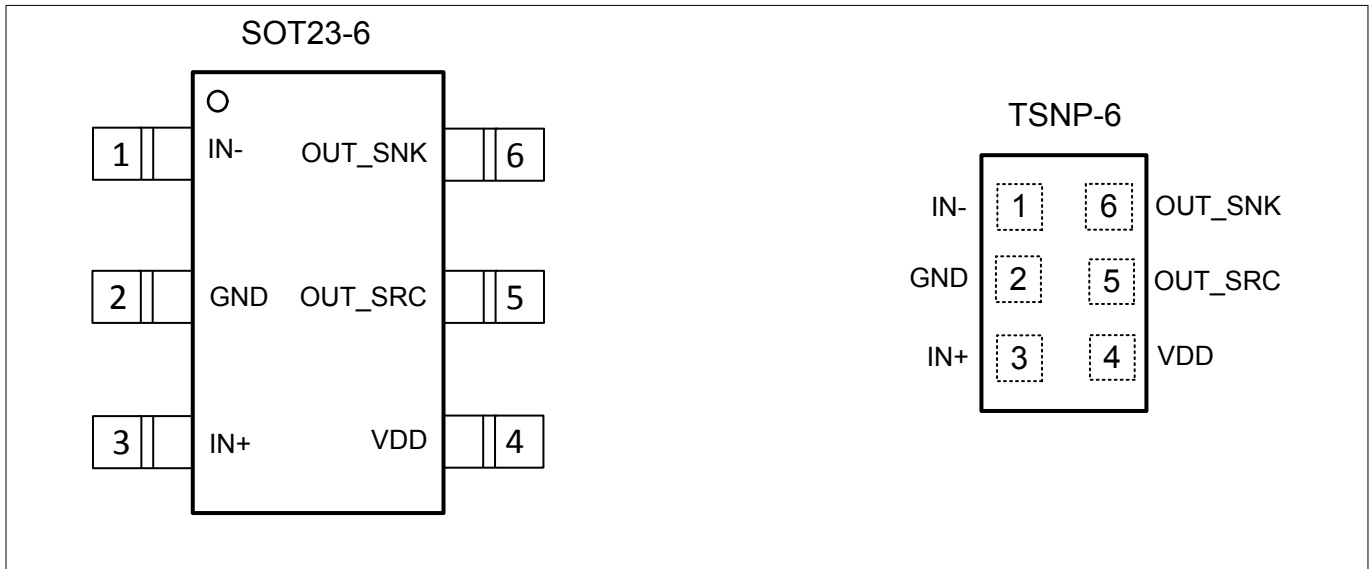 SOT23-6
1 IN- OUT_SNK 6
2 GND OUT_SRC 5
3 IN+ VDD 4
TSNP-6
IN- 1 6 OUT_SNK
GND 2 5 OUT_SRC
IN+ 3 4 VDD